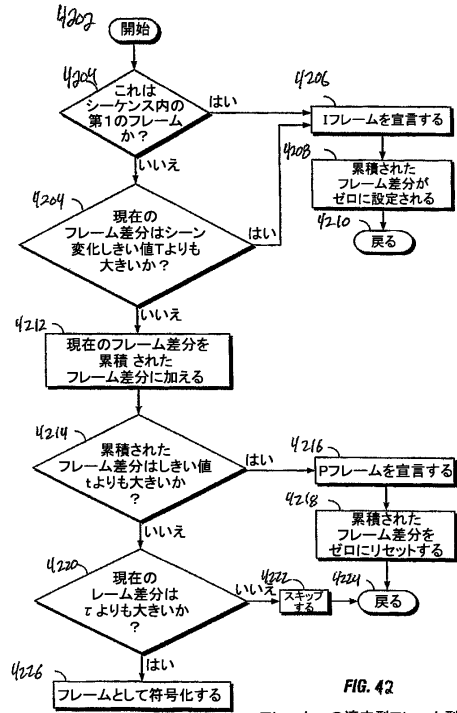 4202
開始
4204
これは
シーケンス内の
第1のフレーム
か?
はい
いいえ
4206
Iフレームを宣言する
4208
累積された
フレーム差分が
ゼロに設定される
4210
戻る
4204
現在の
フレーム差分はシーン
変化しきい値Tよりも
大きいか?
はい
いいえ
4212
現在のフレーム差分を
累積 された
フレーム差分に加える
4214
累積された
フレーム差分はしきい値
tよりも大きいか
?
はい
いいえ
4216
Pフレームを宣言する
4218
累積された
フレーム差分を
ゼロにリセットする
4220
現在の
レーム差分は
τよりも大きいか
?
いいえ
はい
4222
スキップ
する
4224
戻る
4226
フレームとして符号化する
FIG. 42